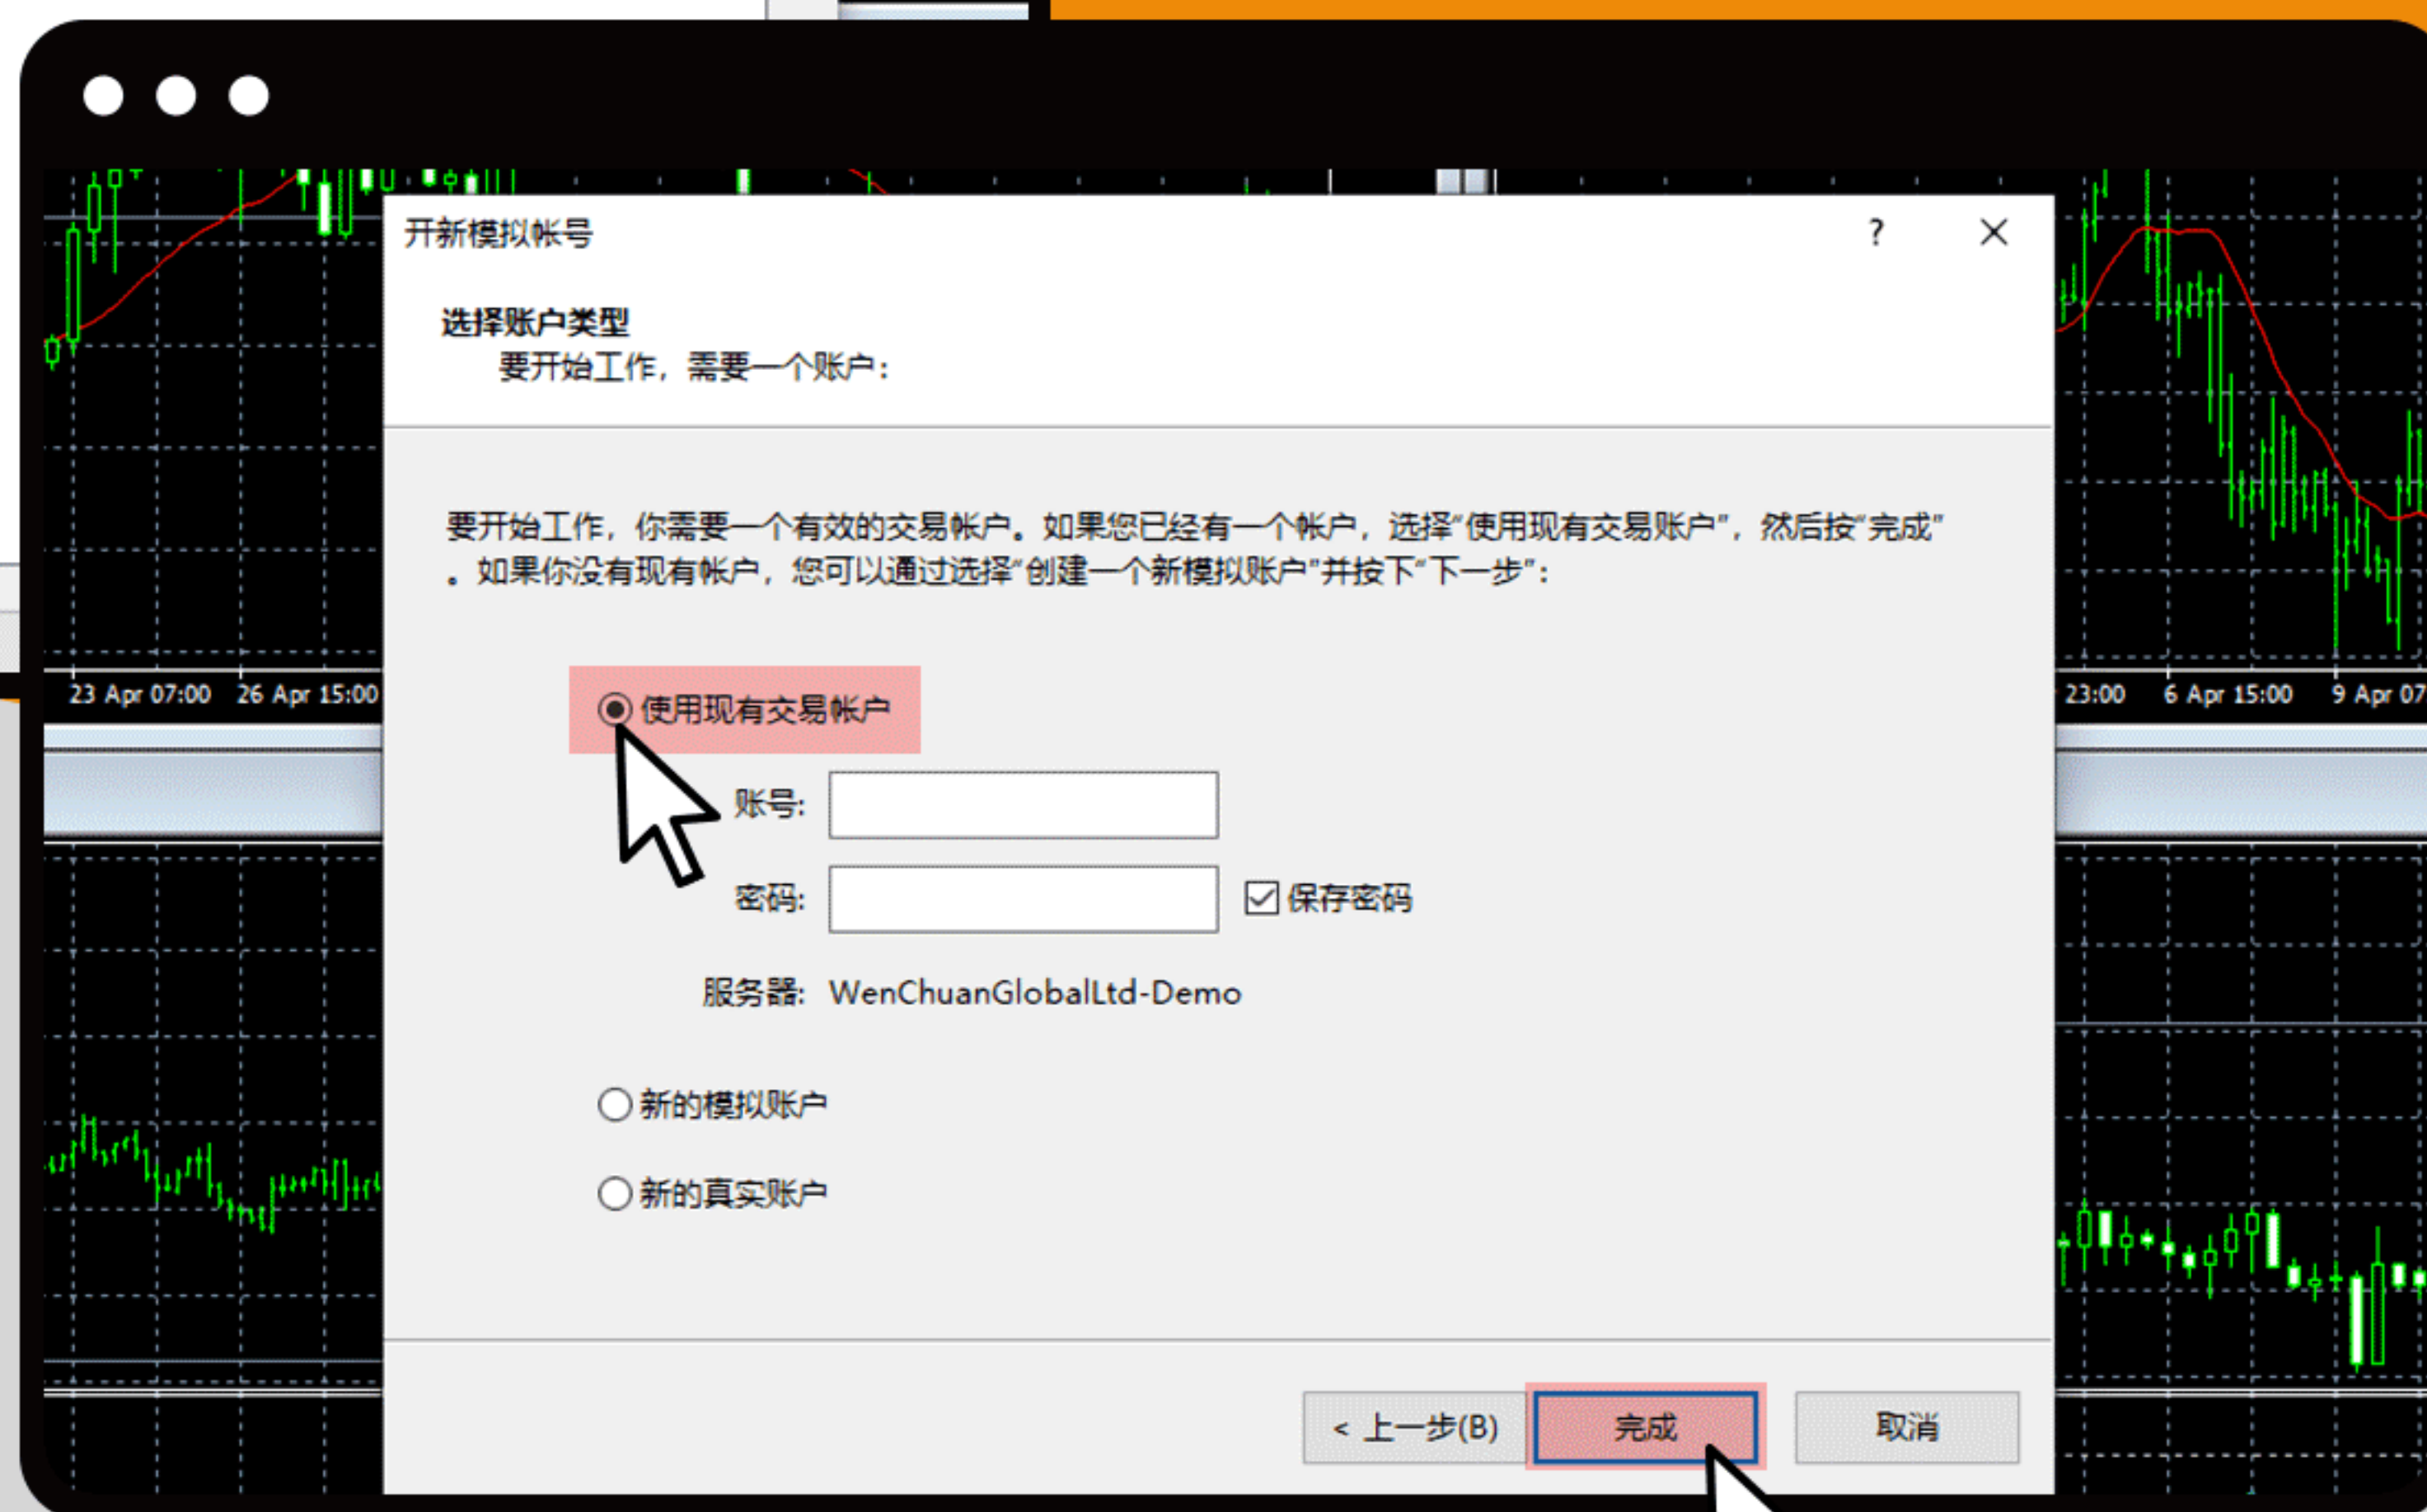 开新模拟帐号
?
选择账户类型
要开始工作，需要一个账户：
要开始工作，你需要一个有效的交易帐户。如果您已经有一个帐户，选择“使用现有交易账户”，然后按“完成”
。如果你没有现有帐户，您可以通过选择“创建一个新模拟账户”并按下“下一步”：
使用现有交易帐户
账号:
密码:
保存密码
服务器: WenChuanGlobalLtd-Demo
新的模拟账户
新的真实账户
< 上一步(B)
完成
取消
23 Apr 07:00
26 Apr 15:00
23:00
6 Apr 15:00
9 Apr 07